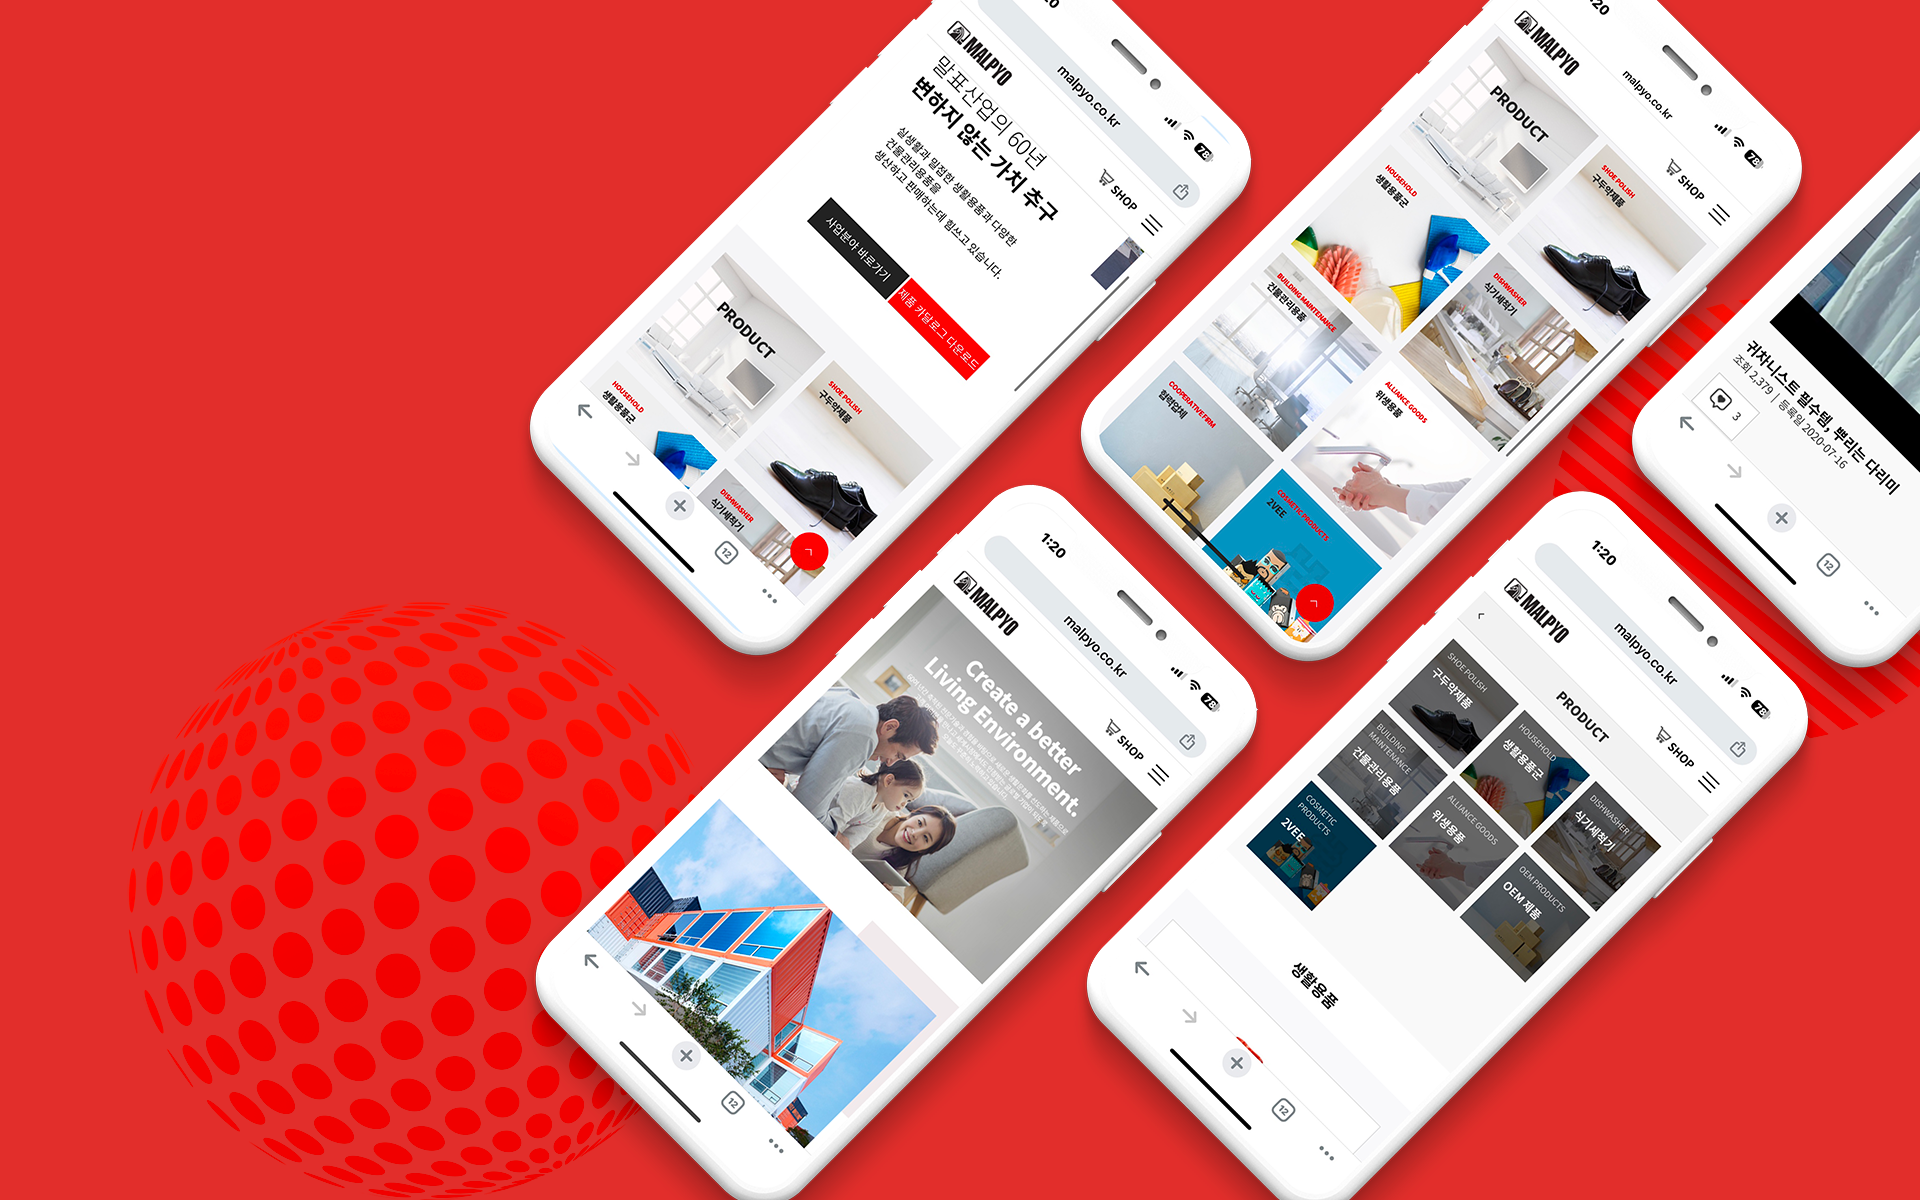 MALPYO
malpyo.co.kr
78
SHOP
말표산업의 60년
변하지 않는 가치 추구
실생활과 밀접한 생활용품과 다양한
건물관리용품을
생산하고 판매하는데 힘쓰고 있습니다.
사업분야 바로가기
제품 카달로그 다운로드
PRODUCT
HOUSEHOLD
생활용품군
SHOE POLISH
구두약제품
DISHWASHER
식기세척기
12
MALPYO
malpyo.co.kr
78
SHOP
PRODUCT
HOUSEHOLD
생활용품군
SHOE POLISH
구두약제품
BUILDING MAINTENANCE
건물관리용품
DISHWASHER
식기세척기
COOPERATIVE FIRM
협력업체
ALLIANCE GOODS
위생용품
COSMETIC PRODUCTS
2VEE
귀차니스트 필수템, 뿌리는 다리미
조회 2,379 | 등록일 2020-07-16
3
12
1:20
MALPYO
malpyo.co.kr
78
SHOP
Create a better
Living Environment.
12
1:20
MALPYO
malpyo.co.kr
78
SHOP
PRODUCT
SHOE POLISH
구두약제품
HOUSEHOLD
생활용품군
DISHWASHER
식기세척기
BUILDING
MAINTENANCE
건물관리용품
ALLIANCE GOODS
위생용품
OEM PRODUCTS
OEM 제품
COSMETIC
PRODUCTS
2VEE
생활용품
12